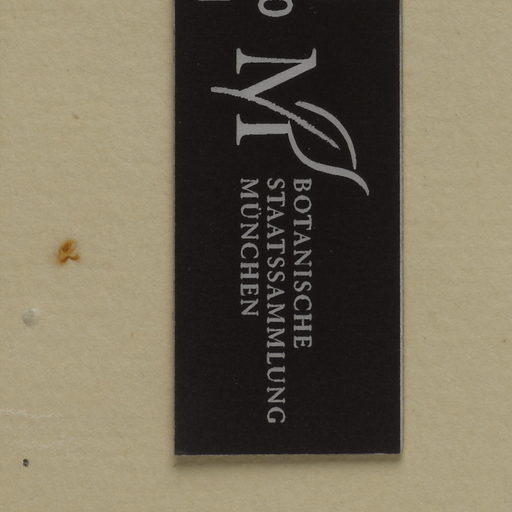 M
BOTANISCHE
STAATSSAMMLUNG
MÜNCHEN